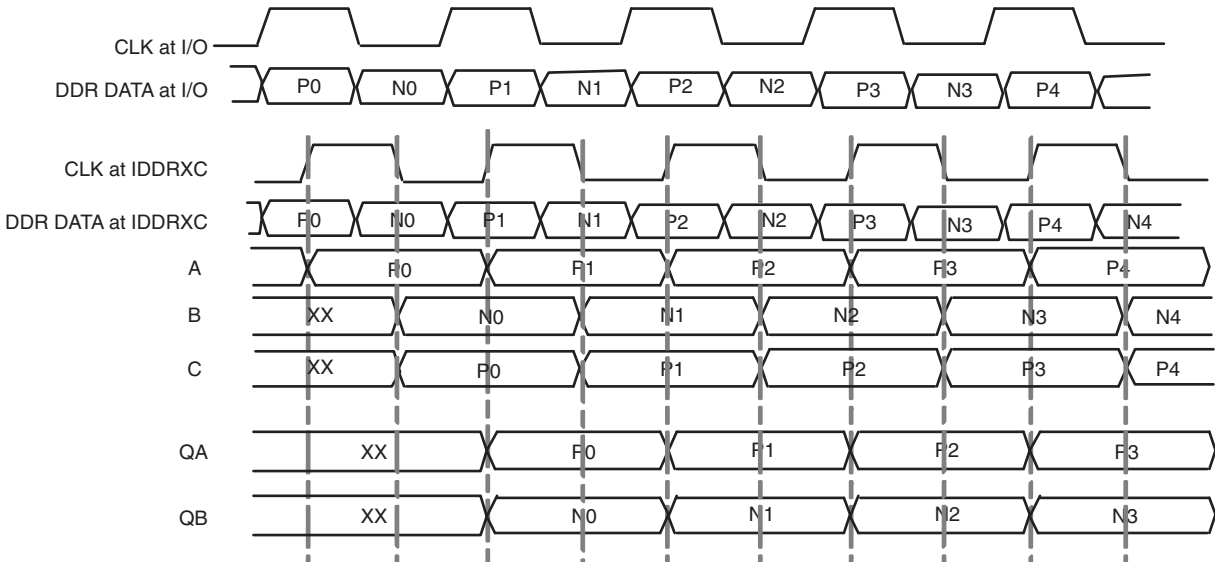 CLK at I/O
DDR DATA at I/O P0 N0 P1 N1 P2 N2 P3 N3 P4
CLK at IDDRXC
DDR DATA at IDDRXC P0 N0 P1 N1 P2 N2 P3 N3 P4 N4
A P0 P1 P2 P3 P4
B XX N0 N1 N2 N3 N4
C XX P0 P1 P2 P3 P4
QA XX P0 P1 P2 P3
QB XX N0 N1 N2 N3